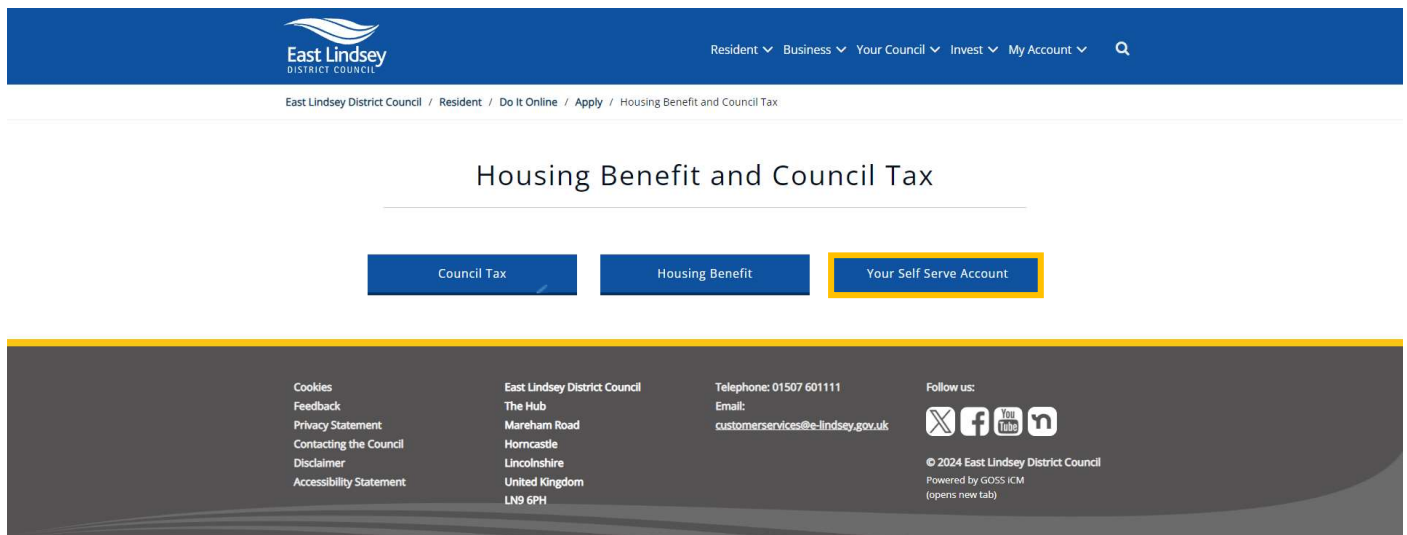 East Lindsey
DISTRICT COUNCIL
Resident Business Your Council Invest My Account
East Lindsey District Council / Resident / Do It Online / Apply / Housing Benefit and Council Tax
Housing Benefit and Council Tax
Council Tax Housing Benefit Your Self Serve Account
Cookies
Feedback
Privacy Statement
Contacting the Council
Disclaimer
Accessibility Statement
East Lindsey District Council
The Hub
Mareham Road
Horncastle
Lincolnshire
United Kingdom
LN9 6PH
Telephone: 01507 601111
Email:
customerservices@e-lindsey.gov.uk
Follow us:
X f You Tube n
© 2024 East Lindsey District Council
Powered by GOSS iCM
(opens new tab)